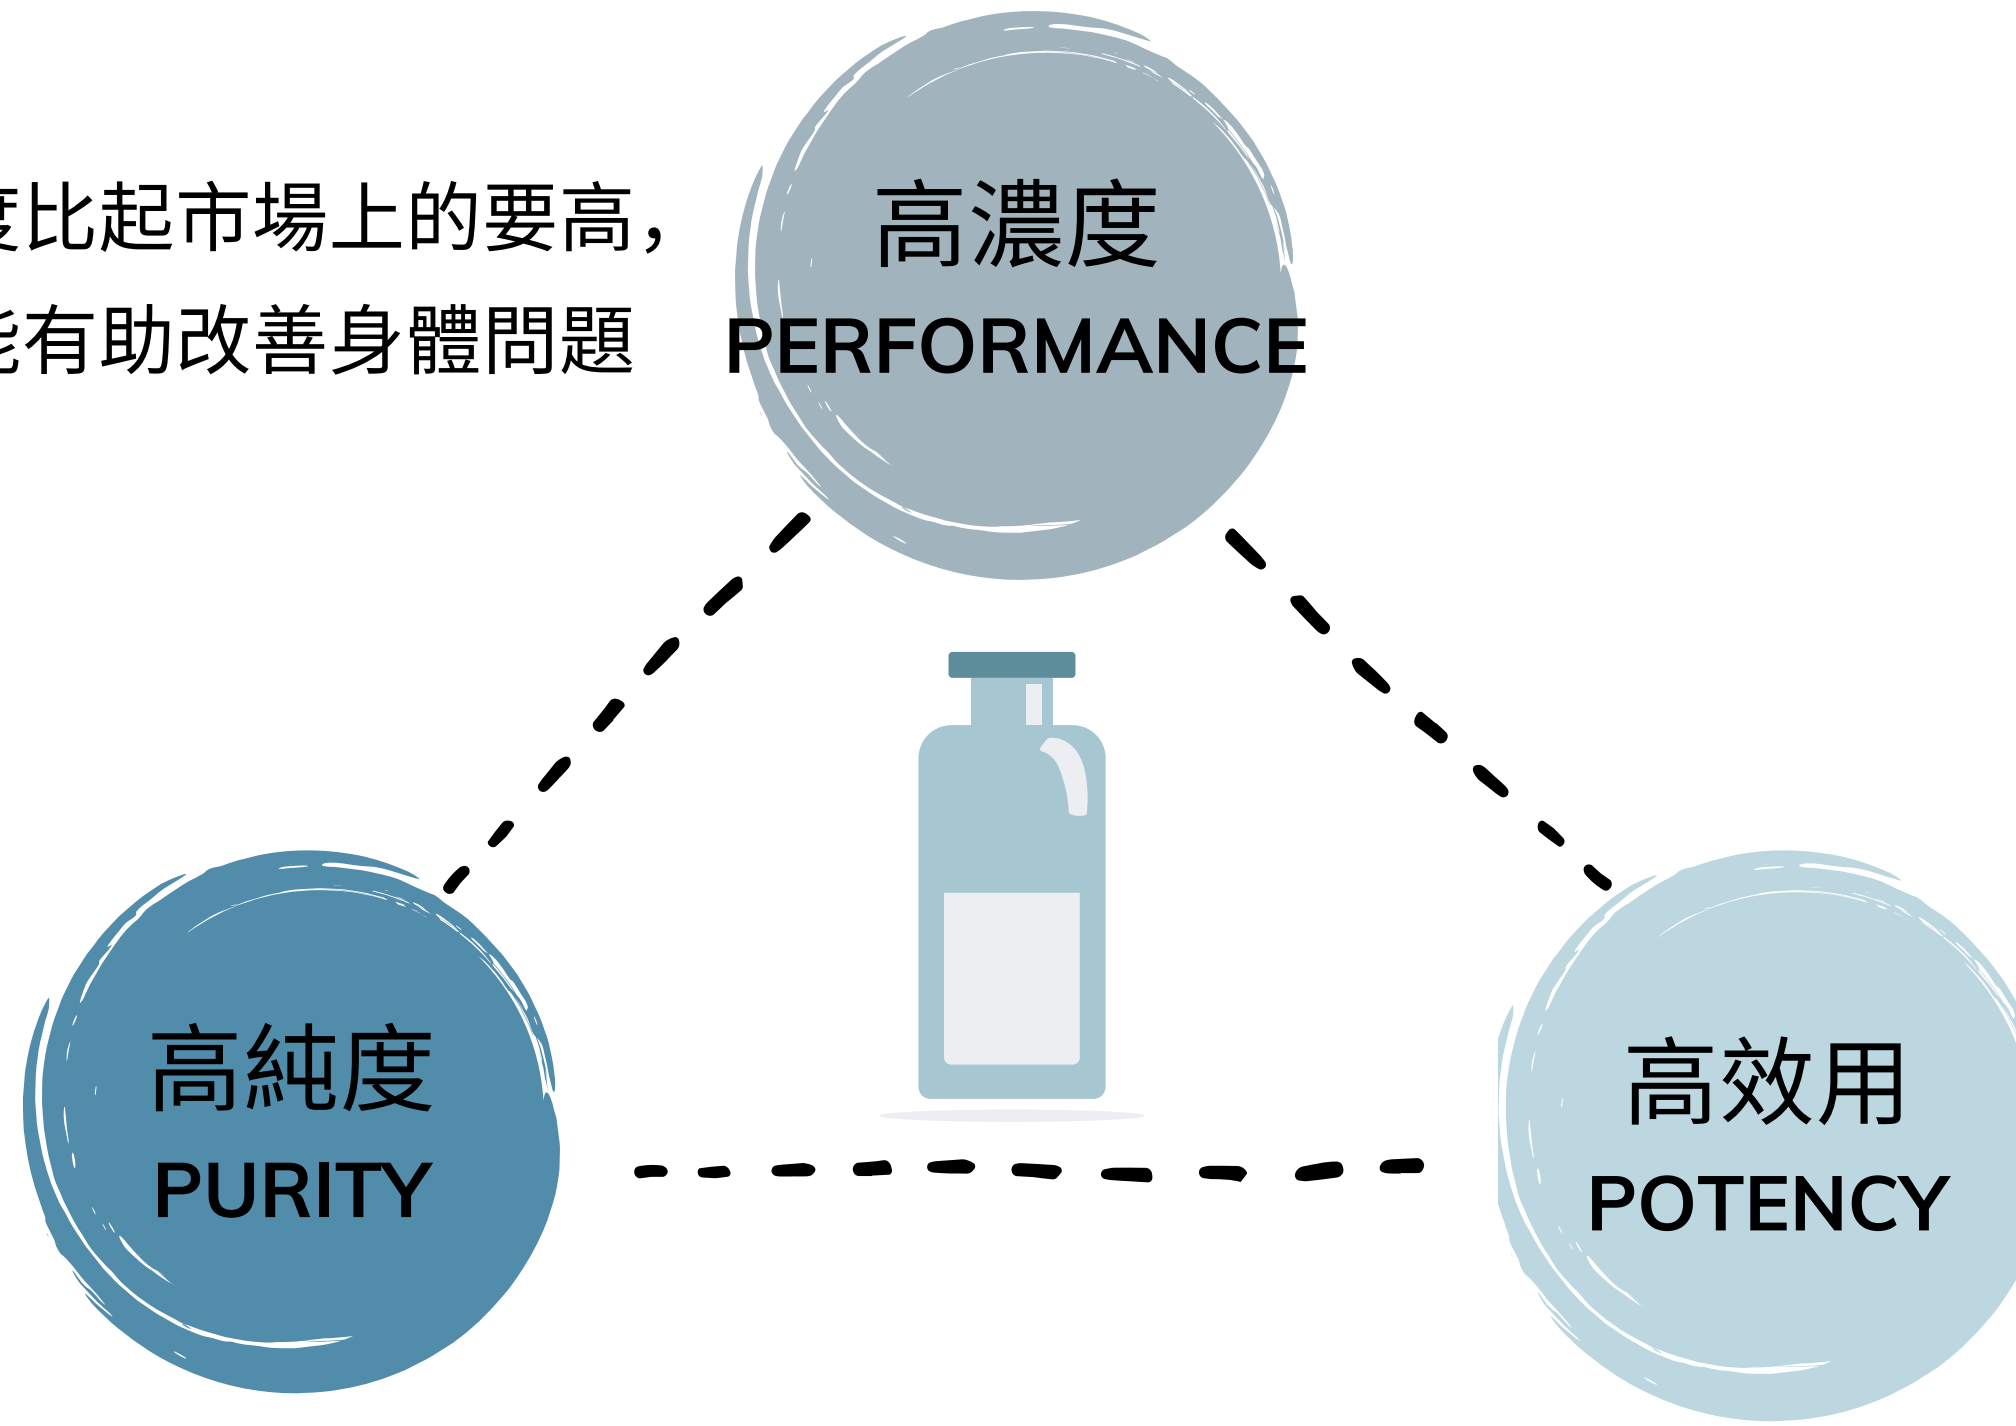 度比起市場上的要高，
能有助改善身體問題
高濃度
PERFORMANCE
高純度
PURITY
高效用
POTENCY